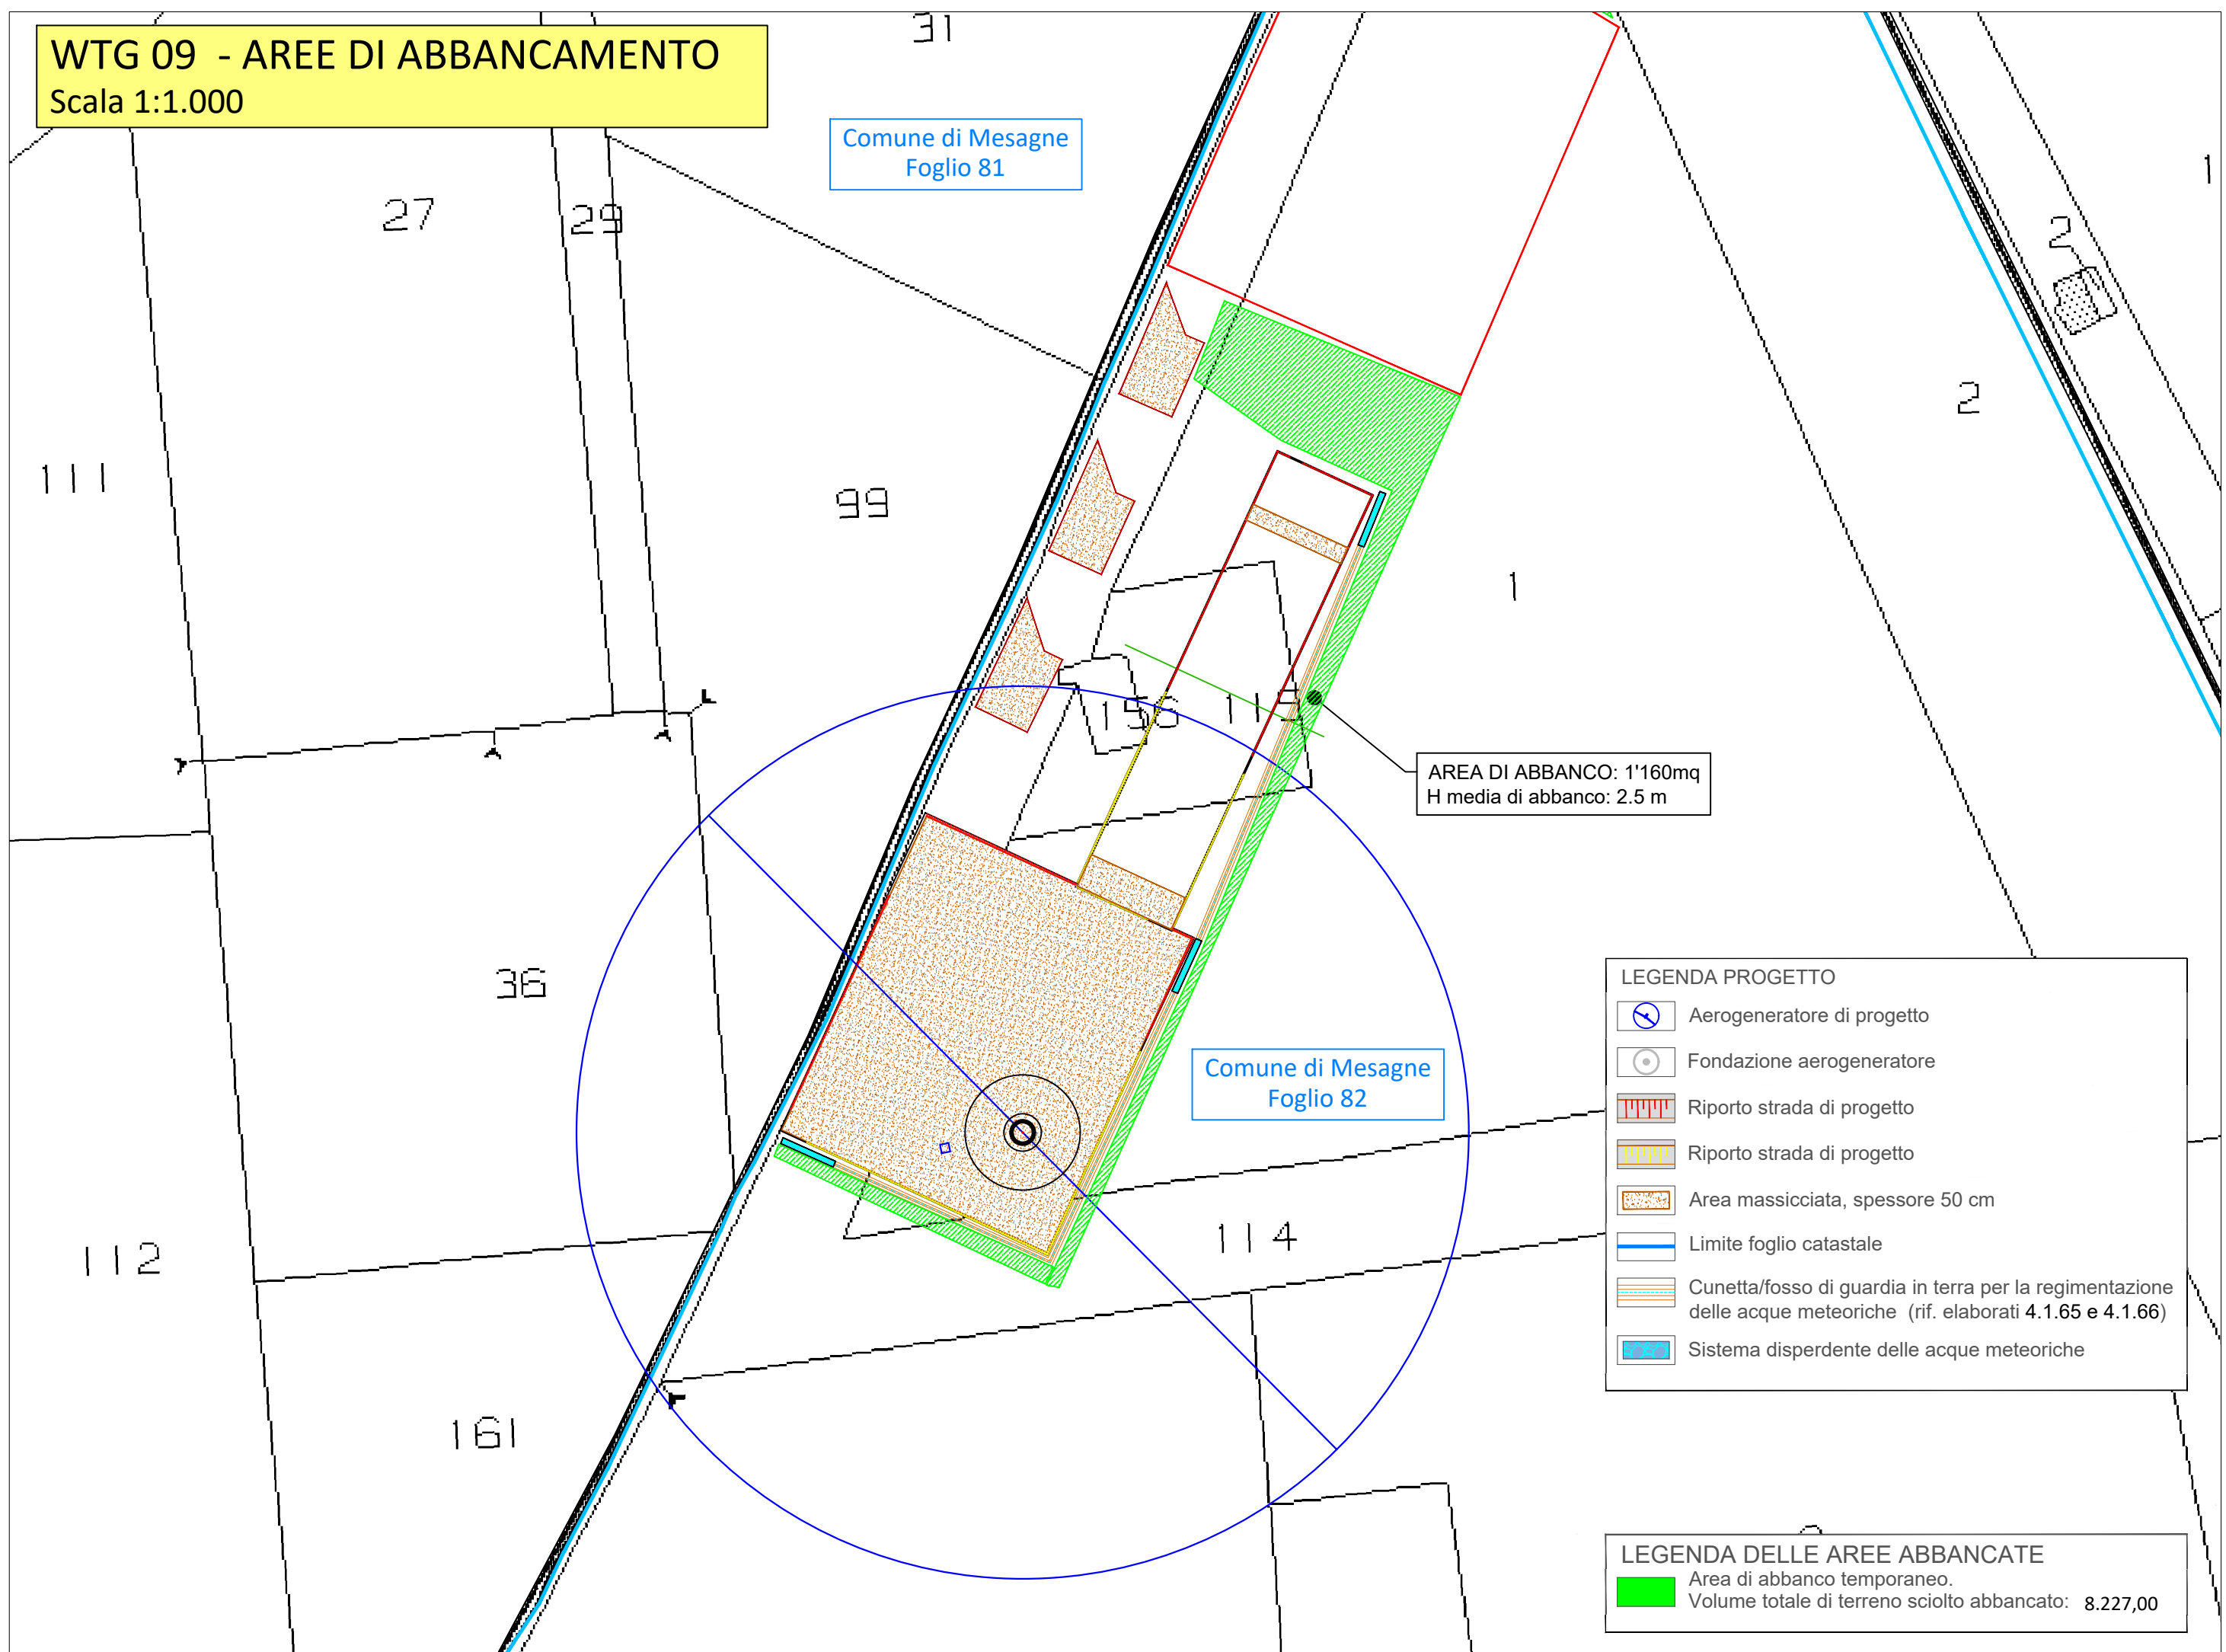 WTG 09 - AREE DI ABBANCAMENTO
Scala 1:1.000
31
Comune di Mesagne
Foglio 81
27
29
1
2
2
111
99
1
156
114
AREA DI ABBANCO: 1'160mq
H media di abbanco: 2.5 m
36
Comune di Mesagne
Foglio 82
112
114
161
LEGENDA PROGETTO
Aerogeneratore di progetto
Fondazione aerogeneratore
Riporto strada di progetto
Riporto strada di progetto
Area massicciata, spessore 50 cm
Limite foglio catastale
Cunetta/fosso di guardia in terra per la regimentazione
delle acque meteoriche (rif. elaborati 4.1.65 e 4.1.66)
Sistema disperdente delle acque meteoriche
LEGENDA DELLE AREE ABBANCATE
Area di abbanco temporaneo.
Volume totale di terreno sciolto abbancato: 8.227,00